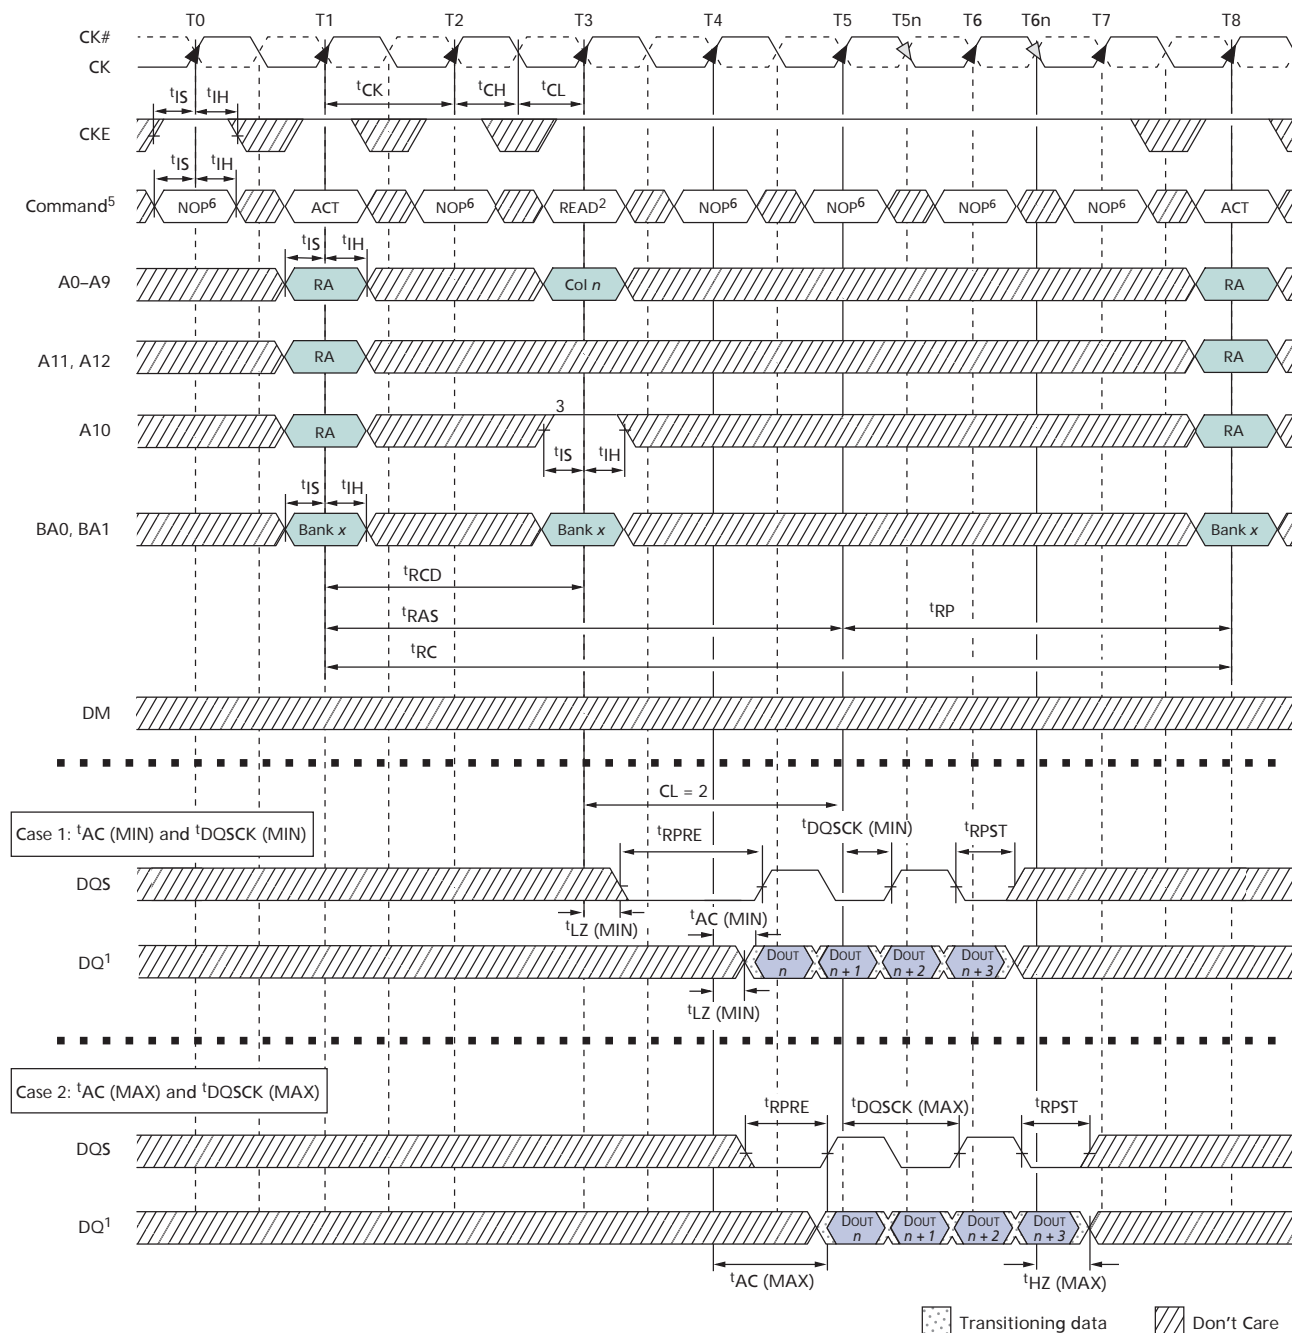 T0 T1 T2 T3 T4 T5 T5n T6 T6n T7 T8
CK#
CK
tIS tIH tCK tCH tCL
CKE
tIS tIH
Command5 NOP6 ACT NOP6 READ2 NOP6 NOP6 NOP6 NOP6 ACT
tIS tIH
A0–A9 RA Col n RA
A11, A12 RA RA
3
A10 RA RA
tIS tIH
tIS tIH
BA0, BA1 Bank x Bank x Bank x
tRCD
tRAS tRP
tRC
DM
CL = 2
Case 1: tAC (MIN) and tDQSCK (MIN)
tRPRE tDQSCK (MIN) tRPST
DQS
tLZ (MIN) tAC (MIN)
DQ1 DOUT n DOUT n + 1 DOUT n + 2 DOUT n + 3
tLZ (MIN)
Case 2: tAC (MAX) and tDQSCK (MAX)
tRPRE tDQSCK (MAX) tRPST
DQS
DQ1 DOUT n DOUT n + 1 DOUT n + 2 DOUT n + 3
tAC (MAX) tHZ (MAX)
Transitioning data Don't Care